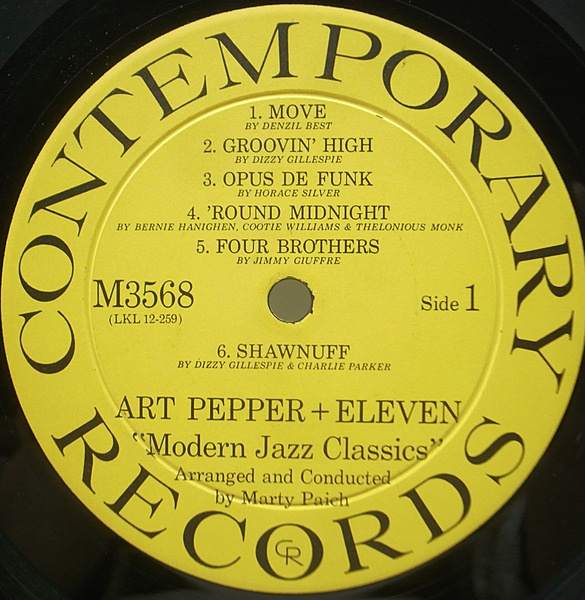 CONTEMPORARY
1. MOVE
BY DENZIL BEST
2. GROOVIN' HIGH
BY DIZZY GILLESPIE
3. OPUS DE FUNK
BY HORACE SILVER
4. 'ROUND MIDNIGHT
BY BERNIE HANIGHEN, COOTIE WILLIAMS & THELONIOUS MONK
5. FOUR BROTHERS
BY JIMMY GIUFFRE
M3568
(LKL 12-259)
Side 1
6. SHAWNUFF
BY DIZZY GILLESPIE & CHARLIE PARKER
ART PEPPER + ELEVEN
“Modern Jazz Classics”
Arranged and Conducted
by Marty Paich
RECORDS
CR